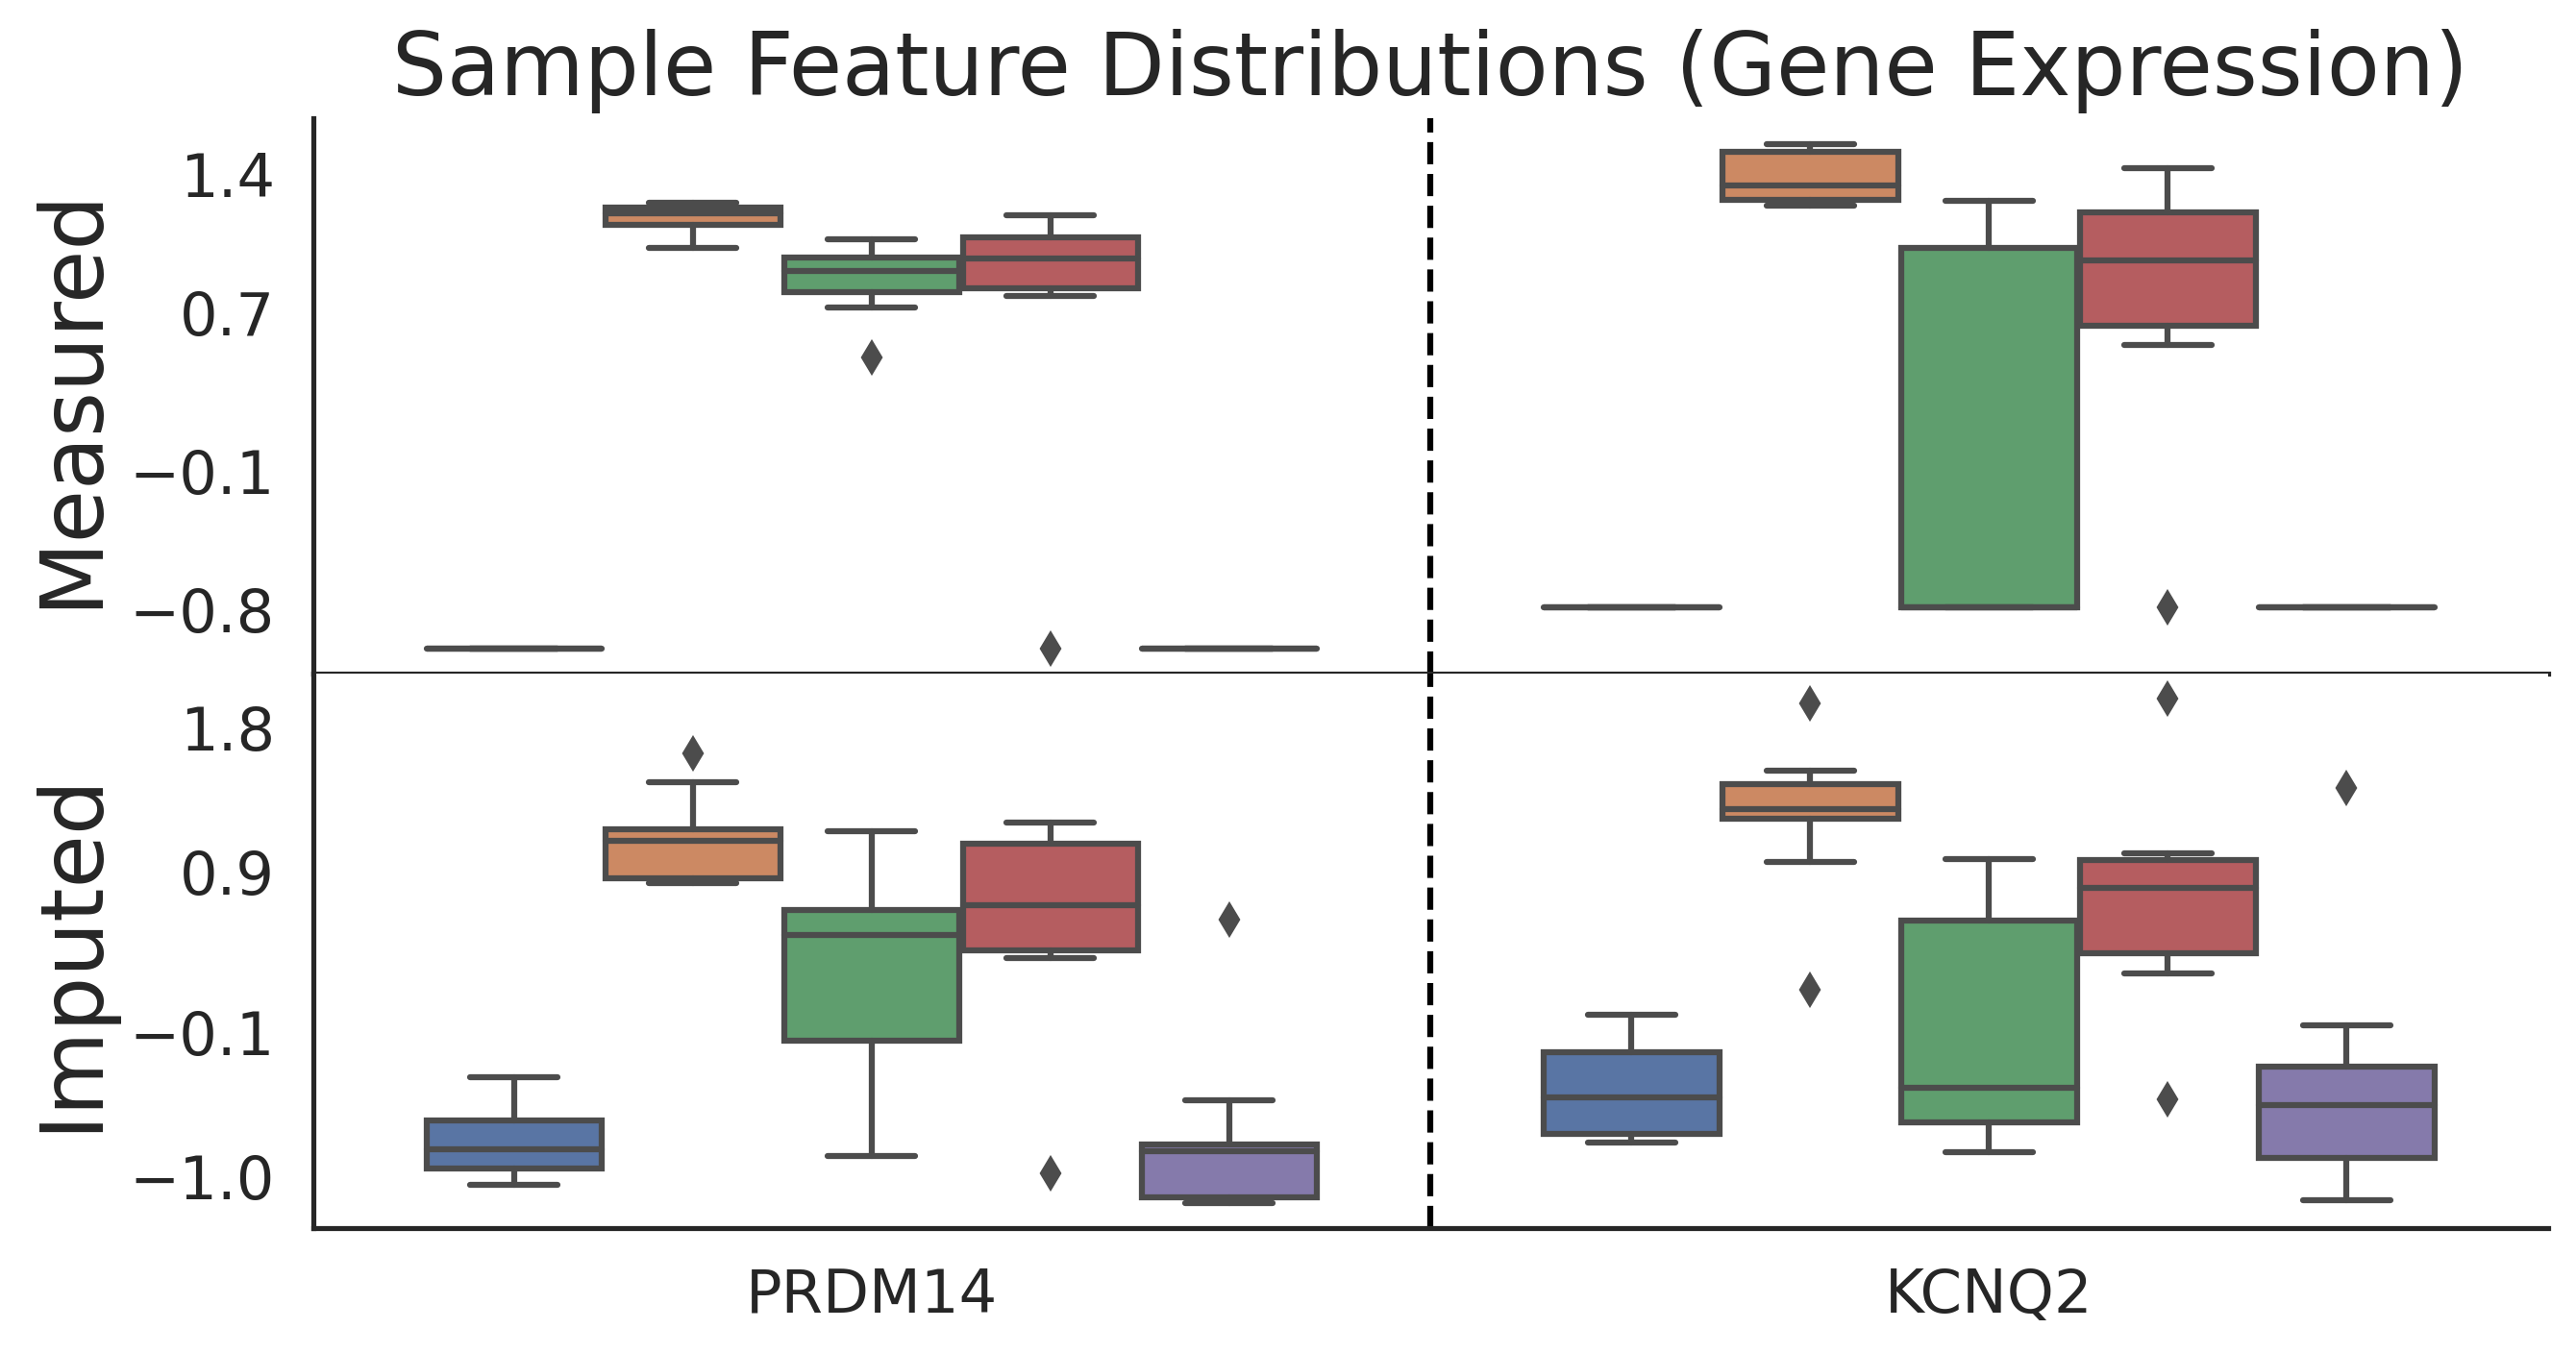 Sample Feature Distributions (Gene Expression)
Measured
1.4
0.7
−0.1
−0.8
Imputed
1.8
0.9
−0.1
−1.0
PRDM14
KCNQ2